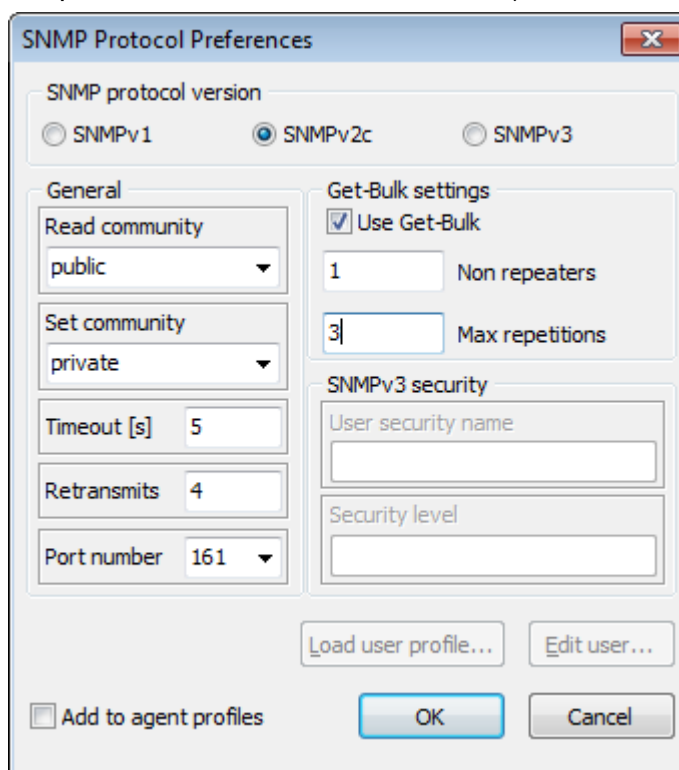 SNMP Protocol Preferences
SNMP protocol version
SNMPv1 SNMPv2c SNMPv3
General
Read community
public
Set community
private
Timeout [s] 5
Retransmits 4
Port number 161
Get-Bulk settings
Use Get-Bulk
1 Non repeaters
3 Max repetitions
SNMPv3 security
User security name
Security level
Load user profile... Edit user...
Add to agent profiles OK Cancel